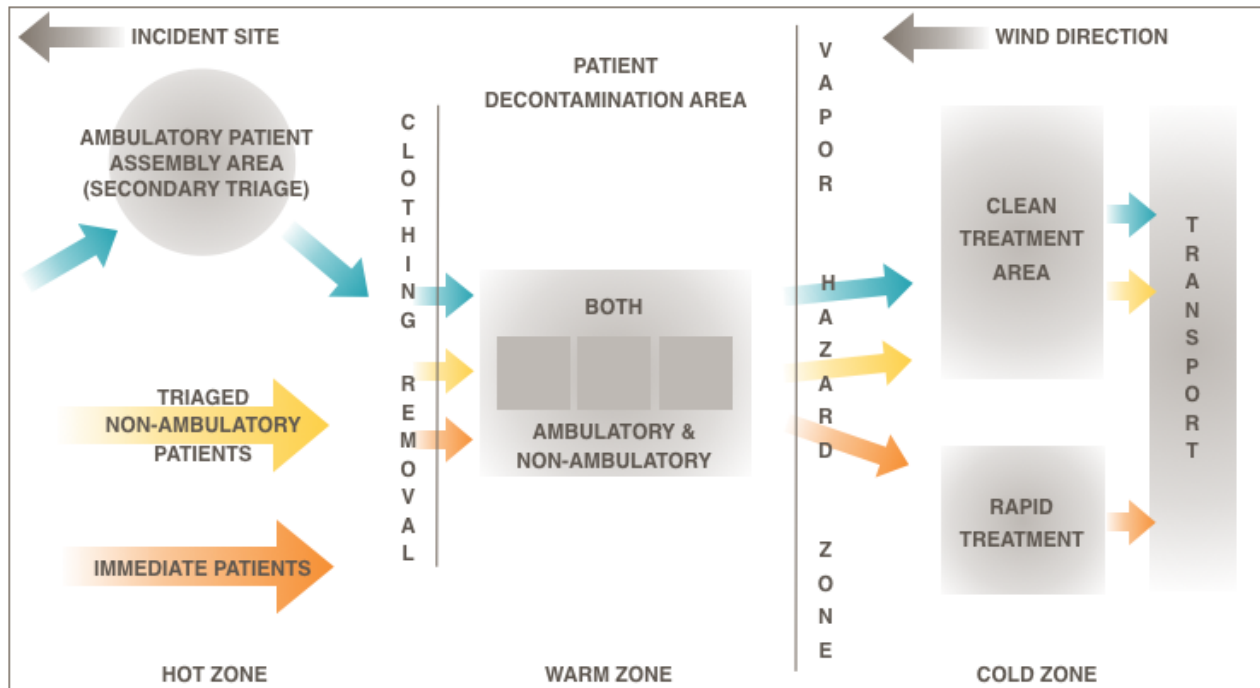 INCIDENT SITE
WIND DIRECTION
PATIENT
DECONTAMINATION AREA
AMBULATORY PATIENT
ASSEMBLY AREA
(SECONDARY TRIAGE)
CLOTHING REMOVAL
VAPOR HAZARD ZONE
CLEAN
TREATMENT
AREA
TRANSPORT
BOTH
AMBULATORY &
NON-AMBULATORY
TRIAGED
NON-AMBULATORY
PATIENTS
IMMEDIATE PATIENTS
RAPID
TREATMENT
HOT ZONE
WARM ZONE
COLD ZONE